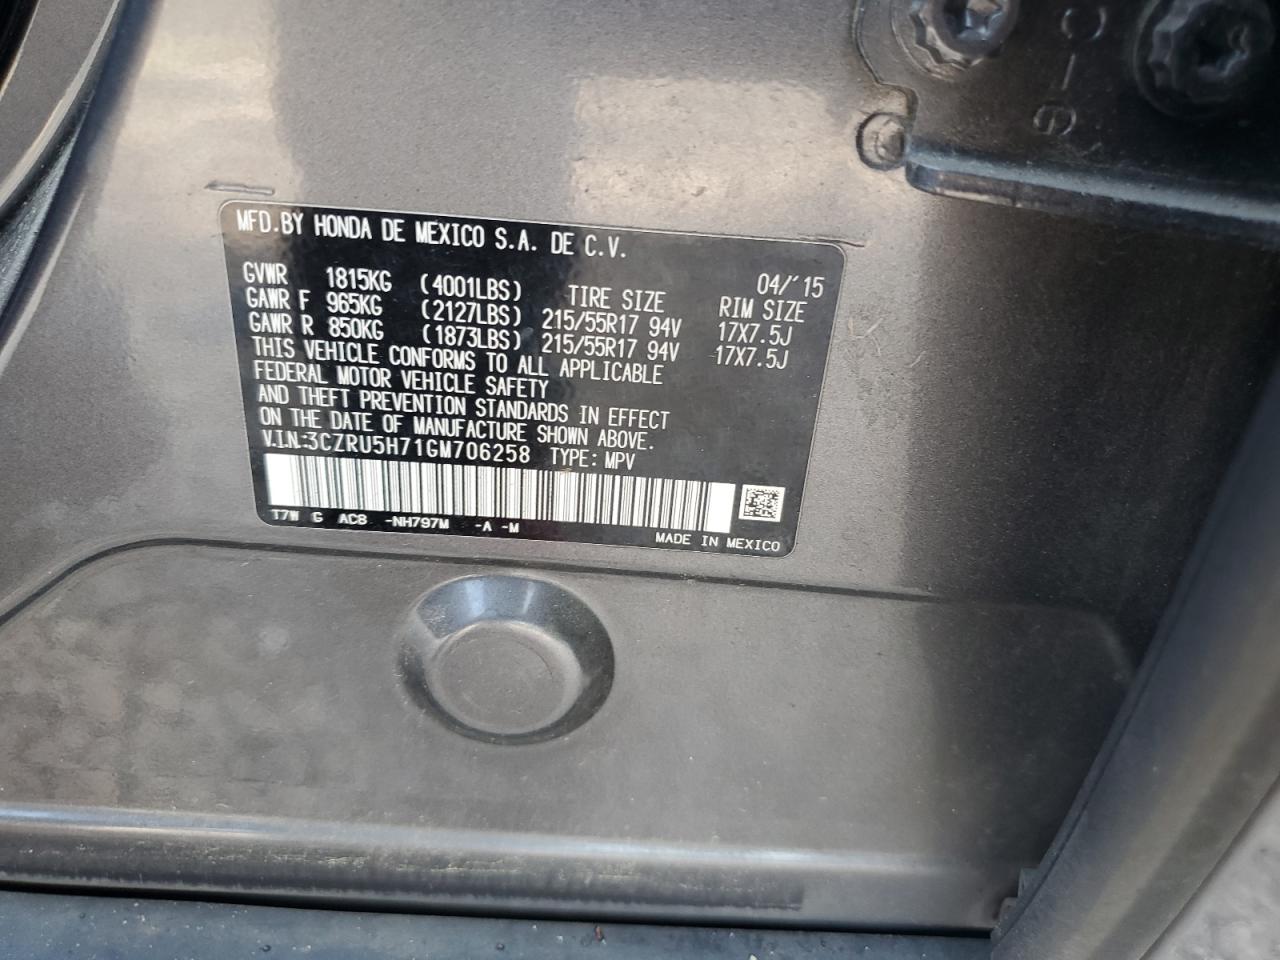 MFD.BY HONDA DE MEXICO S.A. DE C.V.
04/'15
GVWR 1815KG (4001LBS) TIRE SIZE RIM SIZE
GAWR F 965KG (2127LBS) 215/55R17 94V 17X7.5J
GAWR R 850KG (1873LBS) 215/55R17 94V 17X7.5J
THIS VEHICLE CONFORMS TO ALL APPLICABLE
FEDERAL MOTOR VEHICLE SAFETY
AND THEFT PREVENTION STANDARDS IN EFFECT
ON THE DATE OF MANUFACTURE SHOWN ABOVE.
V.I.N.:3CZRU5H71GM706258 TYPE: MPV
T7W G AC8 -NH797M -A -M
MADE IN MEXICO